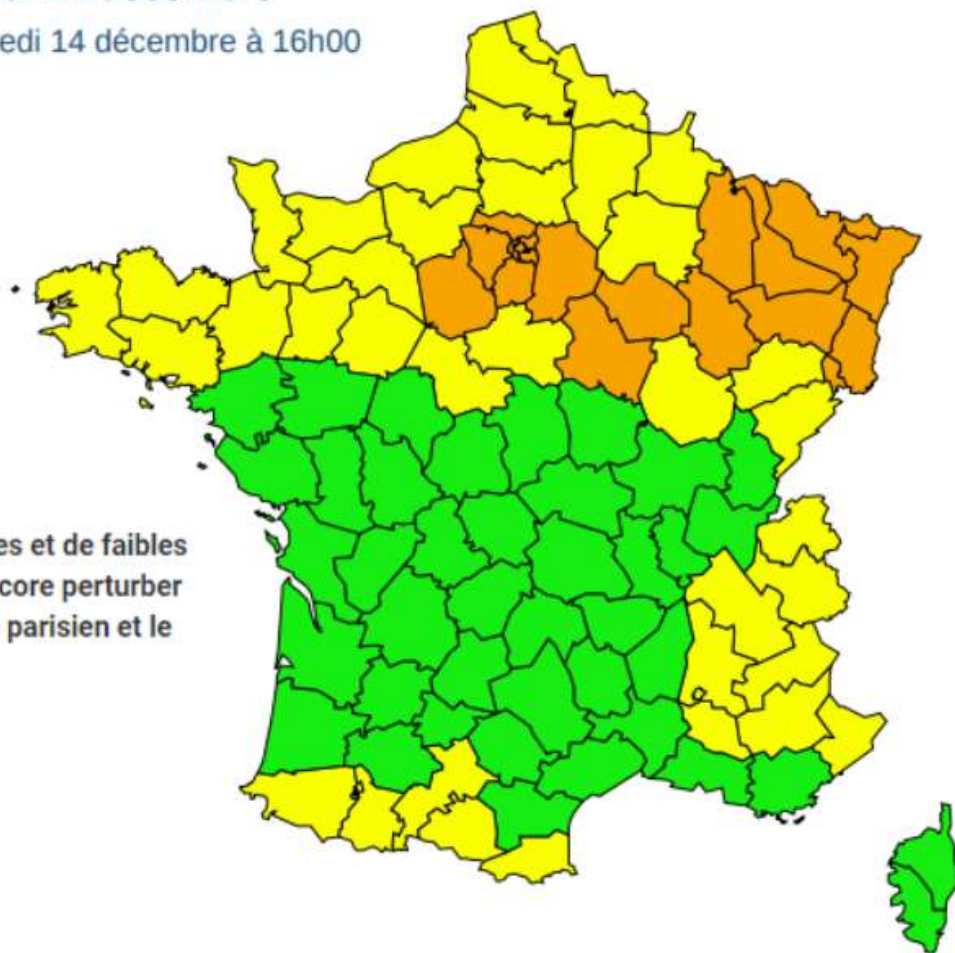 edi 14 décembre à 16h00
es et de faibles
core perturber
parisien et le